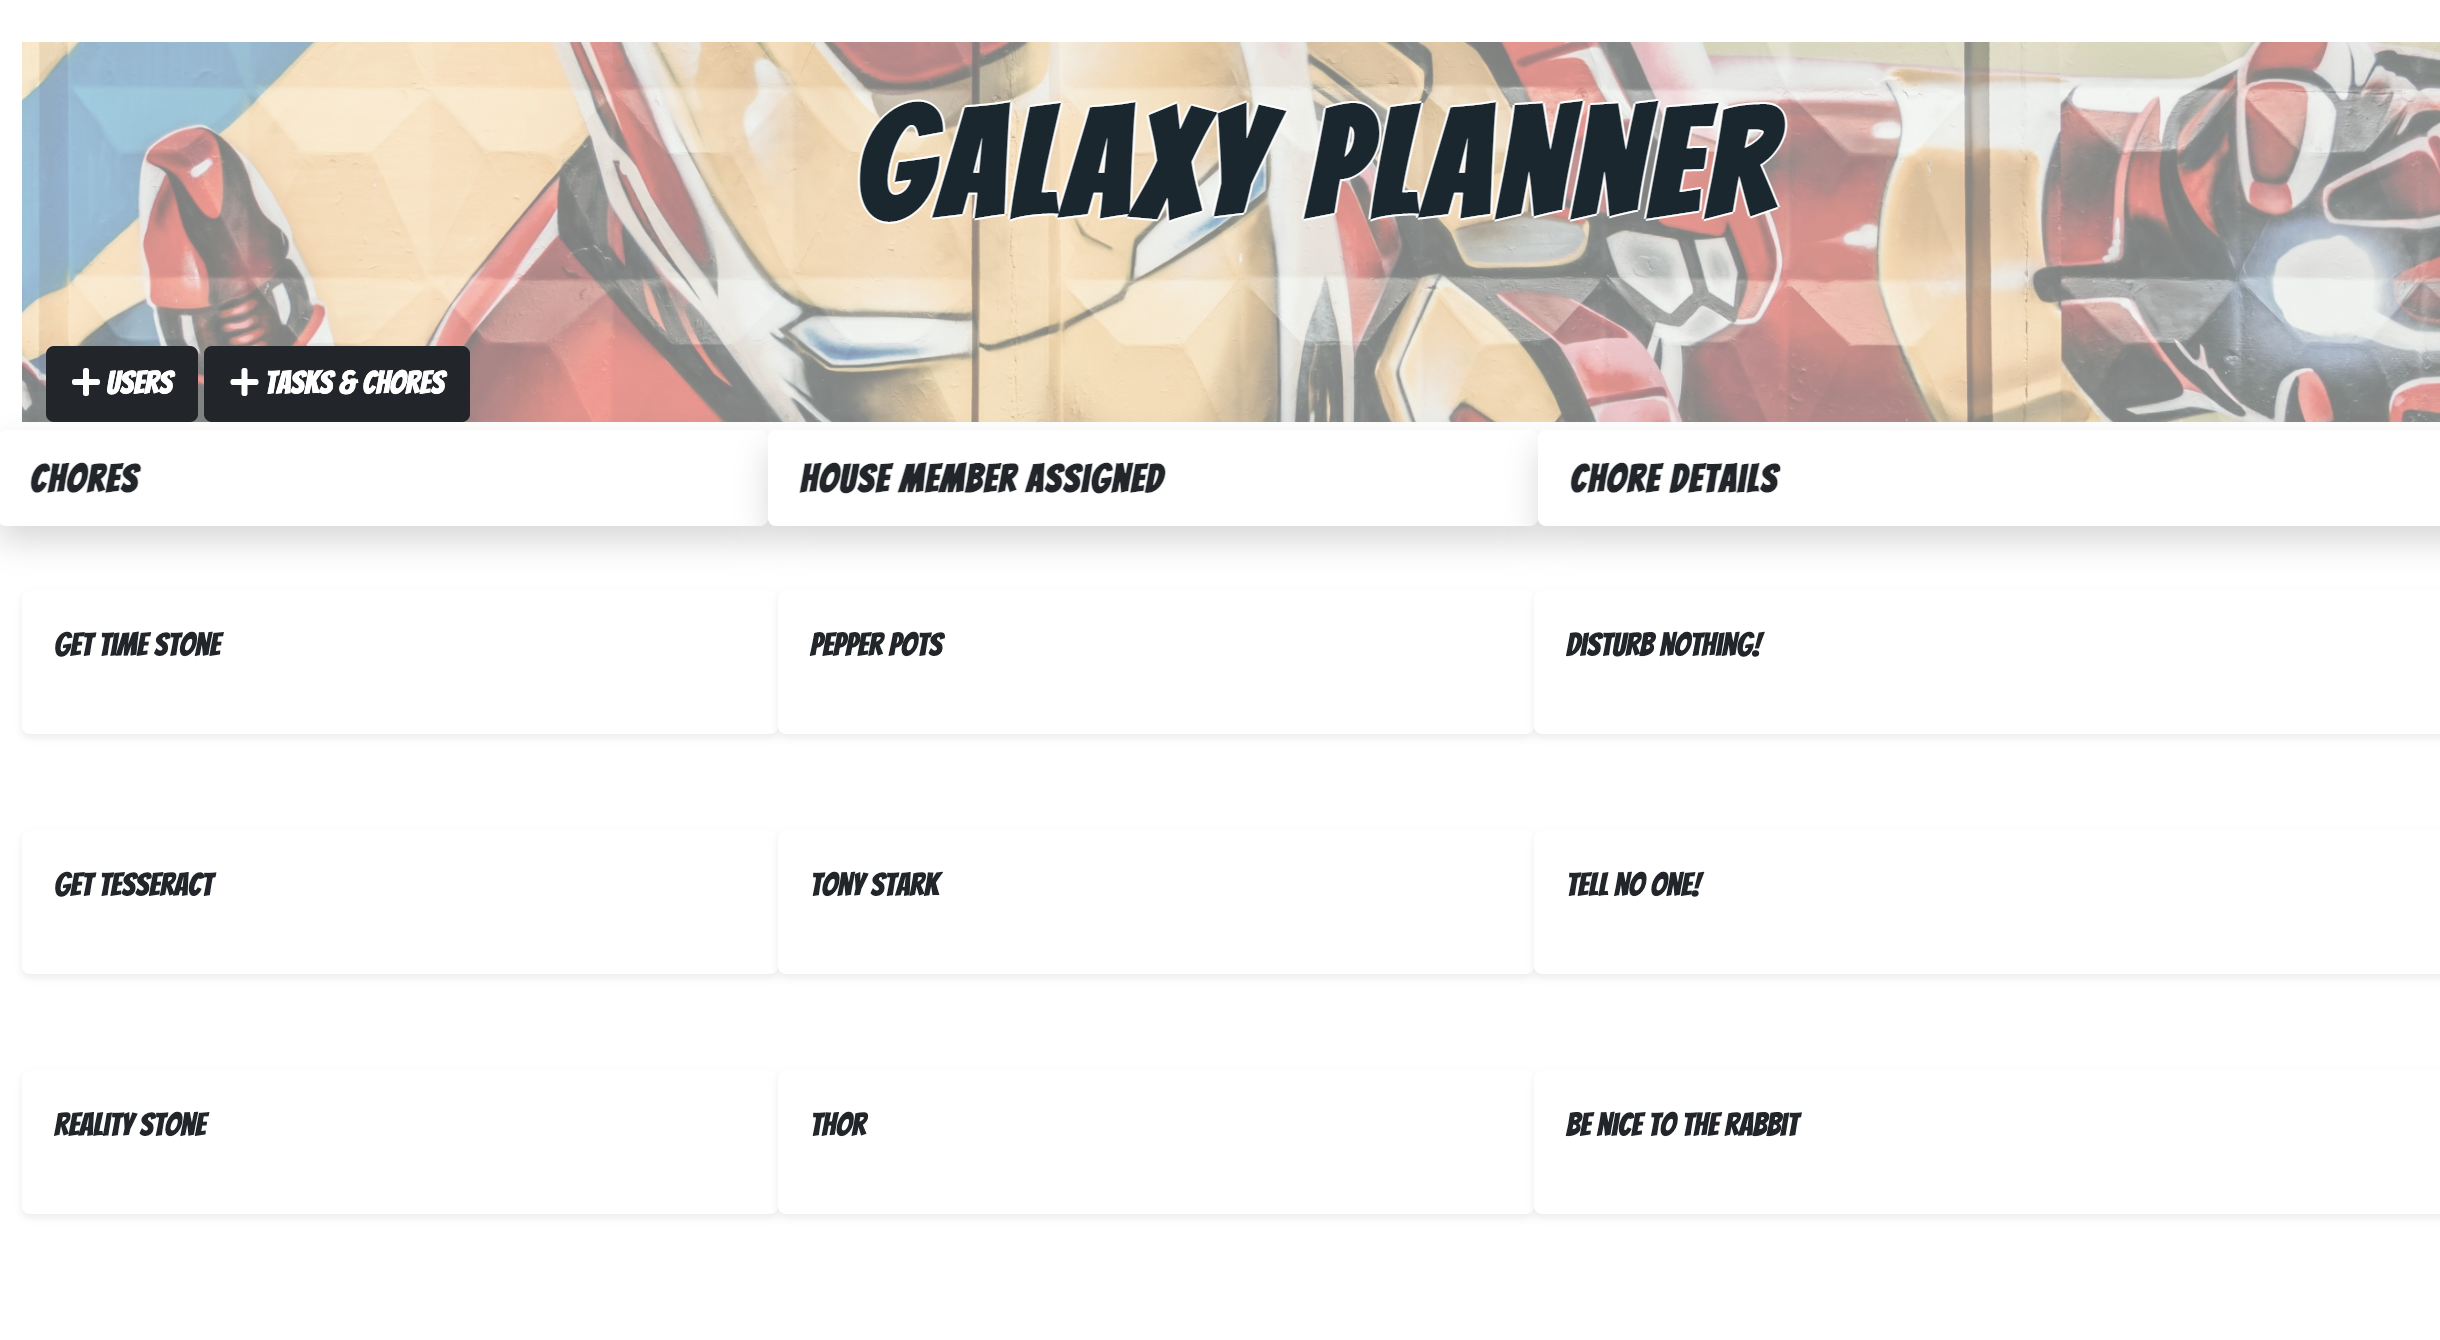 GALAXY PLANNER
+ USERS + TASKS & CHORES
CHORES HOUSE MEMBER ASSIGNED CHORE DETAILS
GET TIME STONE PEPPER POTS DISTURB NOTHING!
GET TESSERACT TONY STARK TELL NO ONE!
REALITY STONE THOR BE NICE TO THE RABBIT